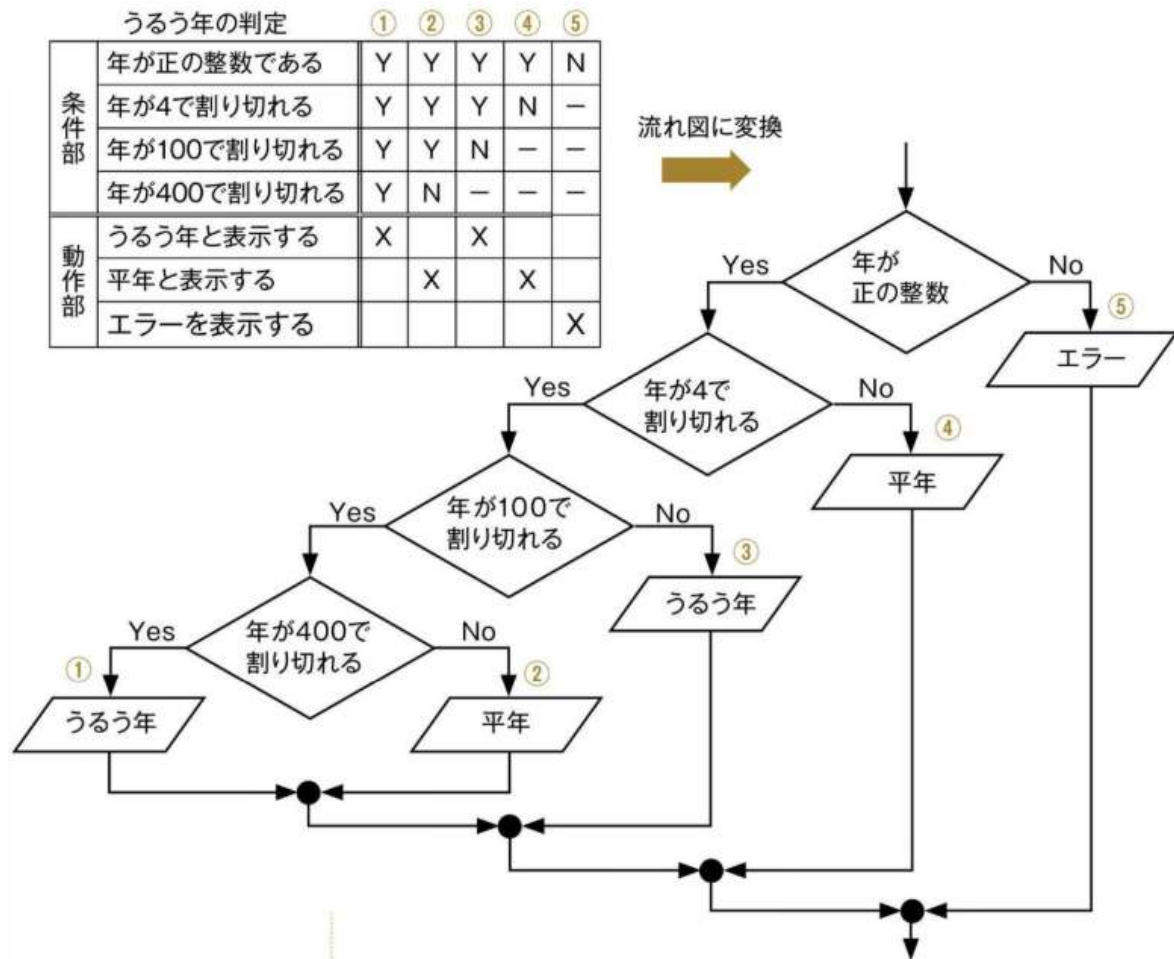 うるう年の判定 ① ② ③ ④ ⑤
条件部
年が正の整数である Y Y Y Y N
年が4で割り切れる Y Y Y N −
年が100で割り切れる Y Y N − −
年が400で割り切れる Y N − − −
動作部
うるう年と表示する X X
平年と表示する X X
エラーを表示する X
流れ図に変換
年が
正の整数
Yes
No
⑤
エラー
年が4で
割り切れる
Yes
No
④
平年
年が100で
割り切れる
Yes
No
③
うるう年
年が400で
割り切れる
Yes
No
①
うるう年
②
平年